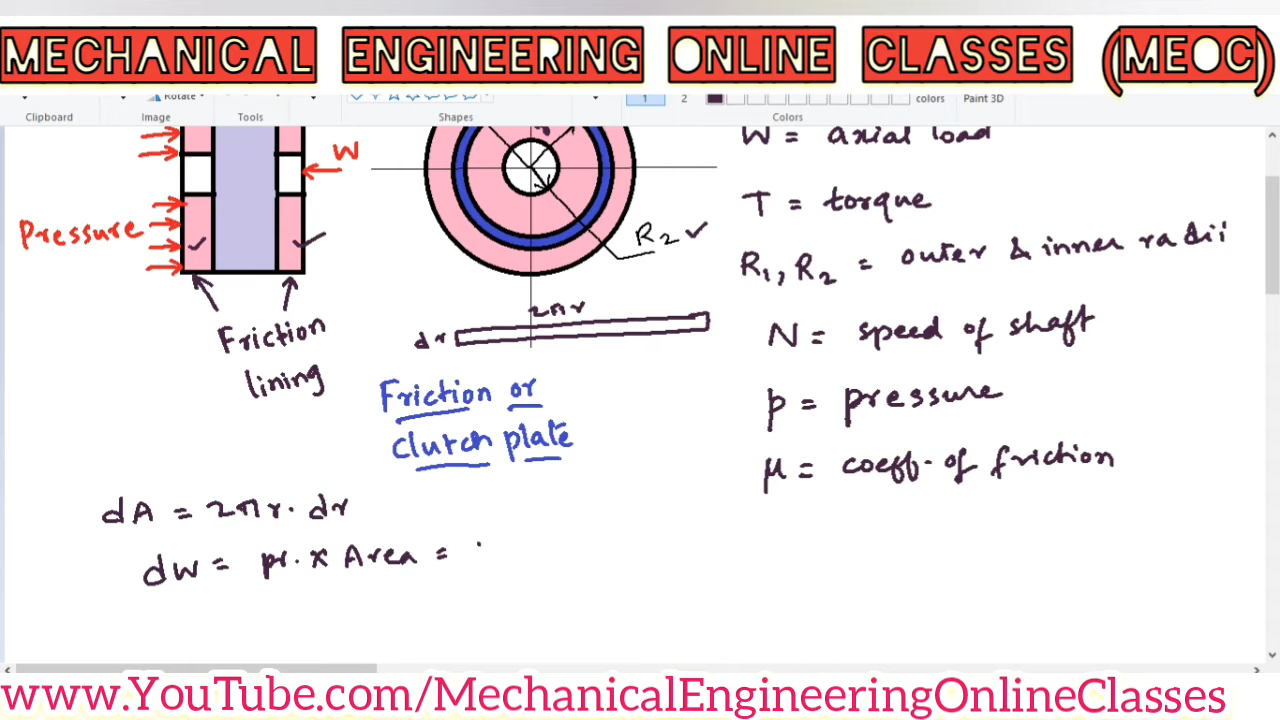 MECHANICAL ENGINEERING ONLINE CLASSES (MEOC)
Rotate
1 2 colors Paint 3D
Clipboard Image Tools Shapes Colors
W
W = axial load
Pressure
R2
T = torque
R1, R2 = outer & inner radii
2πr
dr
Friction
lining
N = speed of shaft
Friction or
clutch plate
p = pressure
μ = coeff. of friction
dA = 2πr. dr
dW = pr. x Area =
www.YouTube.com/MechanicalEngineeringOnlineClasses